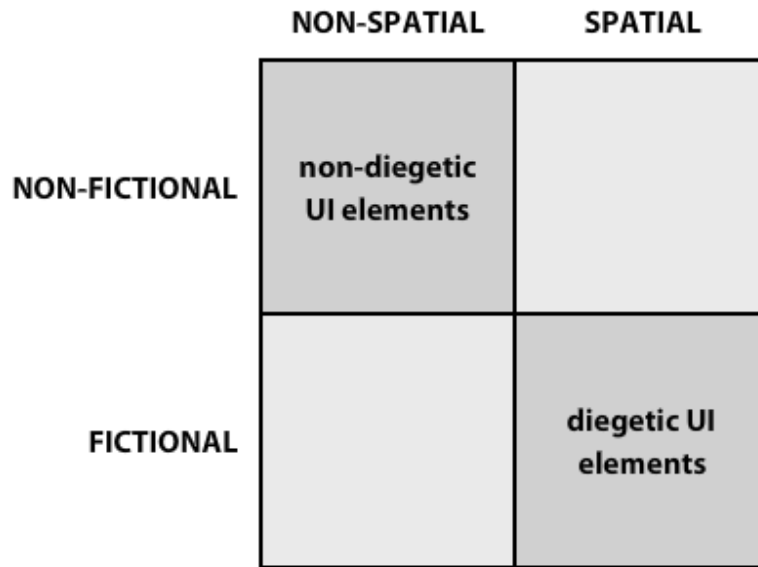 NON-SPATIAL SPATIAL
NON-FICTIONAL
non-diegetic
UI elements
FICTIONAL
diegetic UI
elements